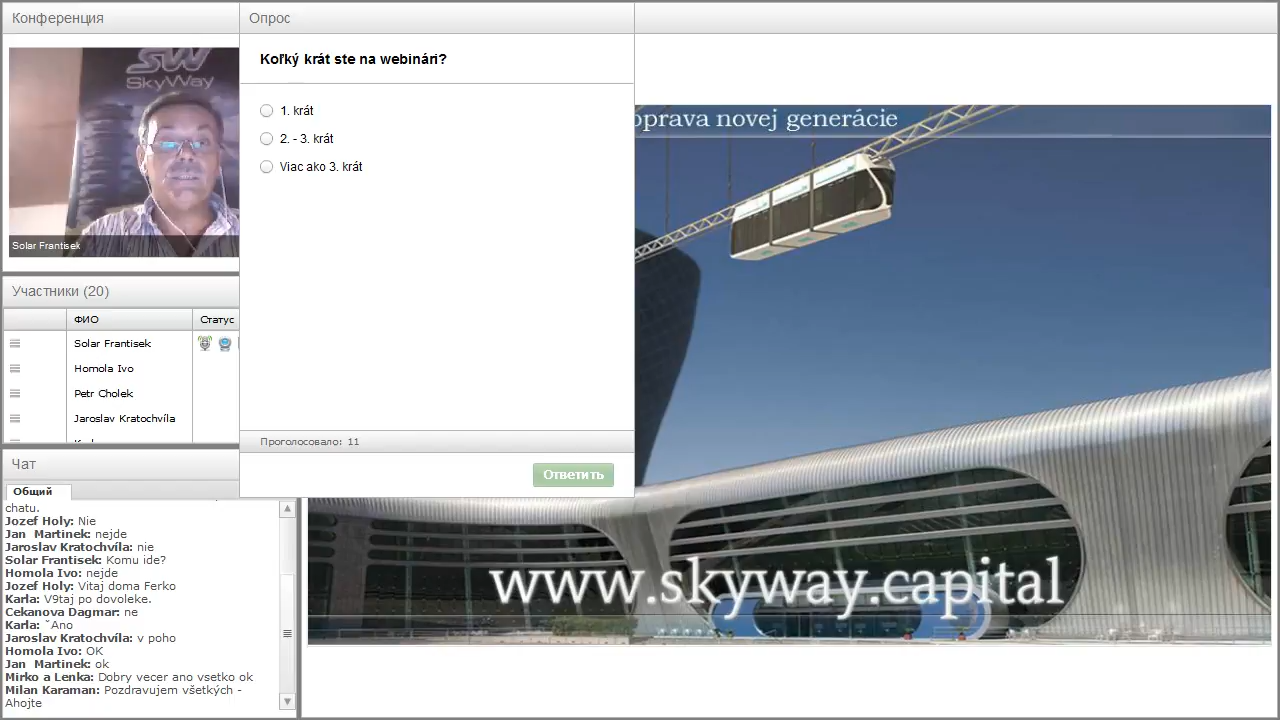 Конференция
SW
SkyWay
Solar Frantisek
Участники (20)
ФИО
Статус
Solar Frantisek
Homola Ivo
Petr Cholek
Jaroslav Kratochvíla
Чат
Общий
chatu.
Jozef Holy: Nie
Jan Martinek: nejde
Jaroslav Kratochvíla: nie
Solar Frantisek: Komu ide?
Homola Ivo: nejde
Jozef Holy: Vitaj doma Ferko
Karla: V9taj po dovoleke.
Cekanova Dagmar: ne
Karla: ˇAno
Jaroslav Kratochvíla: v poho
Homola Ivo: OK
Jan Martinek: ok
Mirko a Lenka: Dobry vecer ano vsetko ok
Milan Karaman: Pozdravujem všetkých -
Ahojte
Опрос
Koľký krát ste na webinári?
1. krát
2. - 3. krát
Viac ako 3. krát
Проголосовало: 11
Ответить
oprava novej generácie
www.skyway.capital